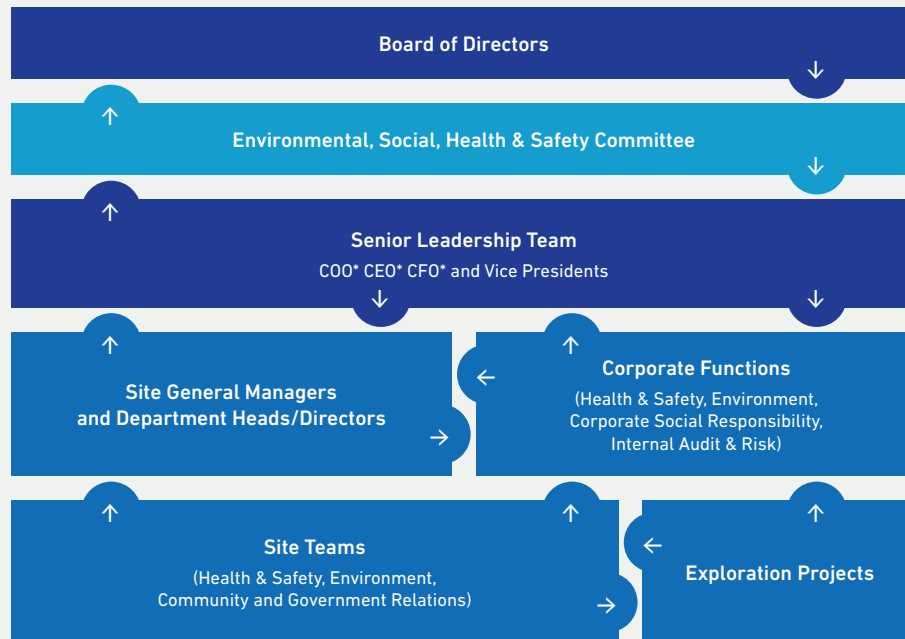 Board of Directors
Environmental, Social, Health & Safety Committee
Senior Leadership Team
COO* CEO* CFO* and Vice Presidents
Site General Managers
and Department Heads/Directors
Corporate Functions
(Health & Safety, Environment,
Corporate Social Responsibility,
Internal Audit & Risk)
Site Teams
(Health & Safety, Environment,
Community and Government Relations)
Exploration Projects